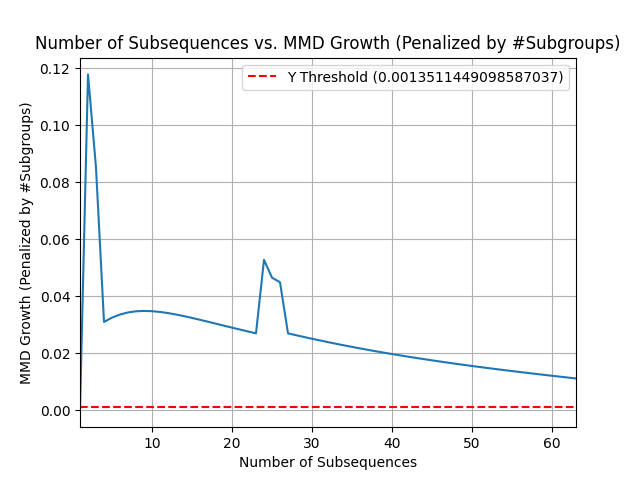 Number of Subsequences vs. MMD Growth (Penalized by #Subgroups)
Y Threshold (0.0013511449098587037)
MMD Growth (Penalized by #Subgroups)
0.12
0.10
0.08
0.06
0.04
0.02
0.00
10 20 30 40 50 60
Number of Subsequences